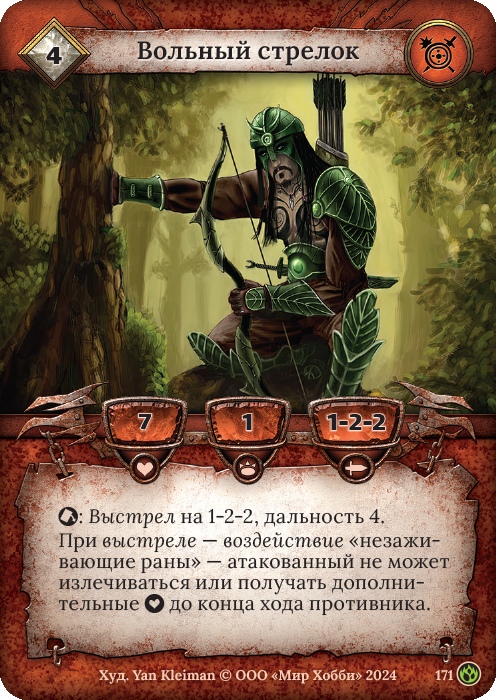 4
Вольный стрелок
7
1
1-2-2
: Выстрел на 1-2-2, дальность 4.
При выстреле — воздействие «незажи-
вающие раны» — атакованный не может
излечиваться или получать дополни-
тельные до конца хода противника.
Худ. Yan Kleiman © ООО «Мир Хобби» 2024
171